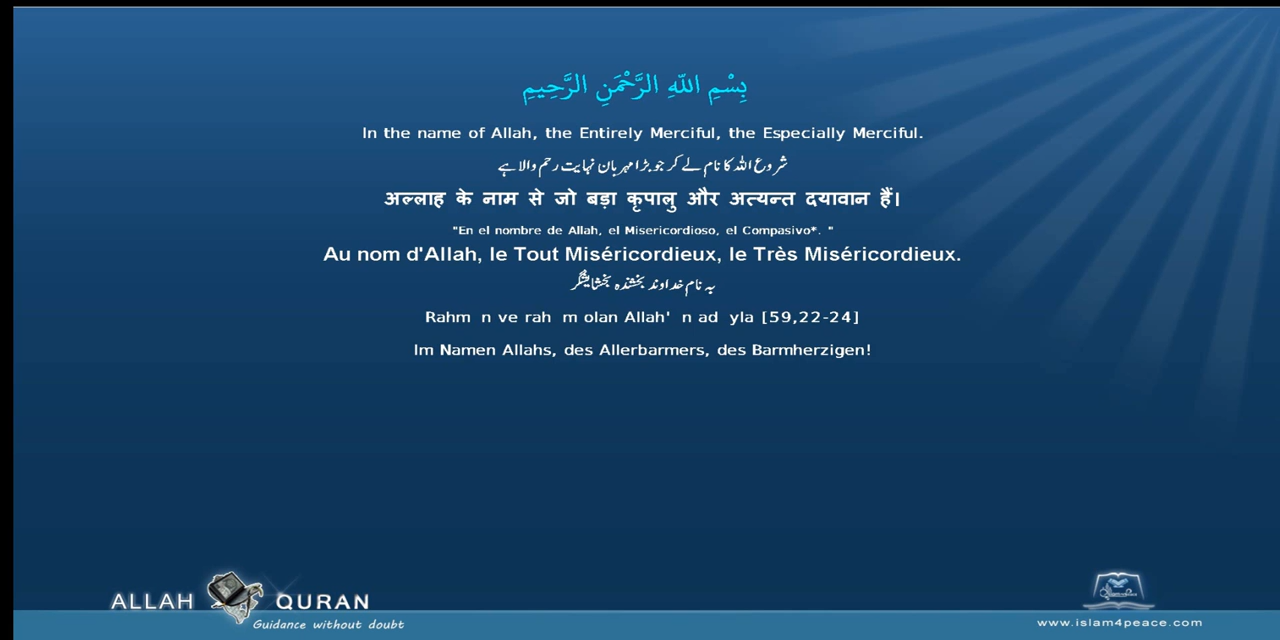 بِسْمِ اللّهِ الرَّحْمَنِ الرَّحِيمِ
In the name of Allah, the Entirely Merciful, the Especially Merciful.
شروع الله کا نام لے کر جو بڑا مہربان نہایت رحم والا ہے
अल्लाह के नाम से जो बड़ा कृपालु और अत्यन्त दयावान हैं।
"En el nombre de Allah, el Misericordioso, el Compasivo*. "
Au nom d'Allah, le Tout Miséricordieux, le Très Miséricordieux.
به نام خداوند بخشنده بخشایشگر
Rahm n ve rah m olan Allah' n ad yla [59,22-24]
Im Namen Allahs, des Allerbarmers, des Barmherzigen!
ALLAH QURAN
Guidance without doubt
www.islam4peace.com